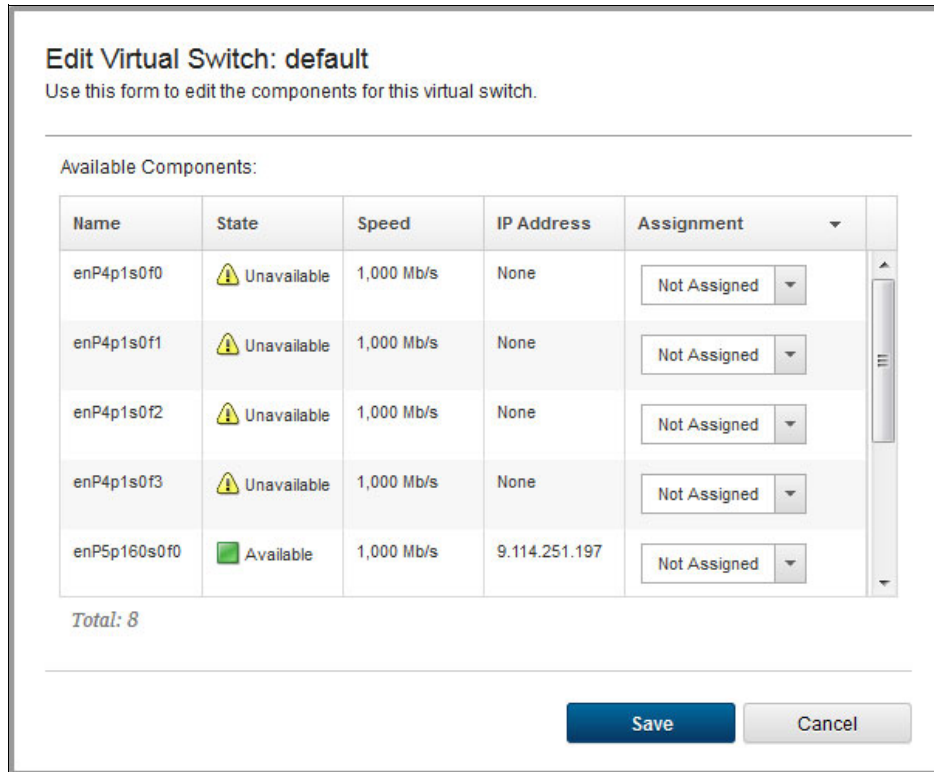 Edit Virtual Switch: default
Use this form to edit the components for this virtual switch.
Available Components:
Name State Speed IP Address Assignment
enP4p1s0f0 Unavailable 1,000 Mb/s None Not Assigned
enP4p1s0f1 Unavailable 1,000 Mb/s None Not Assigned
enP4p1s0f2 Unavailable 1,000 Mb/s None Not Assigned
enP4p1s0f3 Unavailable 1,000 Mb/s None Not Assigned
enP5p160s0f0 Available 1,000 Mb/s 9.114.251.197 Not Assigned
Total: 8
Save Cancel